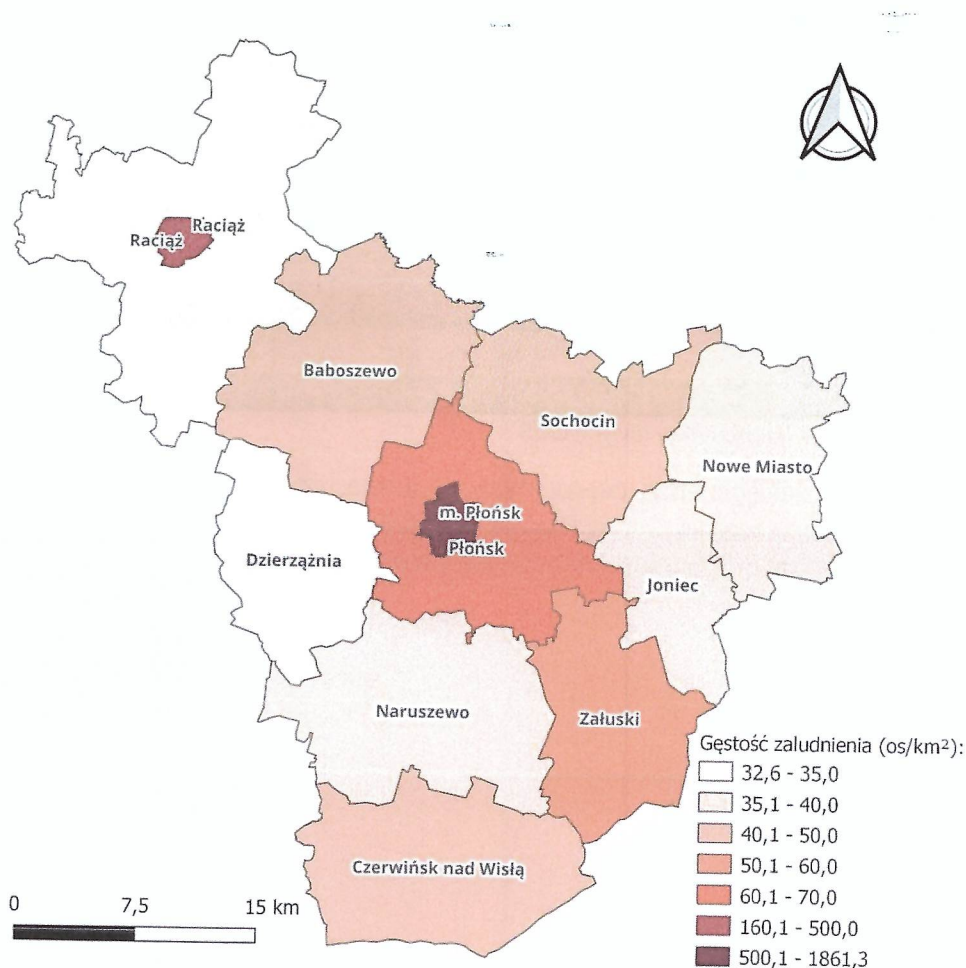 Raciąż
Raciąż
Baboszewo
Sochocin
Nowe Miasto
m. Płońsk
Płońsk
Dzierzążnia
Joniec
Naruszewo
Załuski
Czerwińsk nad Wisłą
Gęstość zaludnienia (os/km²):
32,6 - 35,0
35,1 - 40,0
40,1 - 50,0
50,1 - 60,0
60,1 - 70,0
160,1 - 500,0
500,1 - 1861,3
0 7,5 15 km